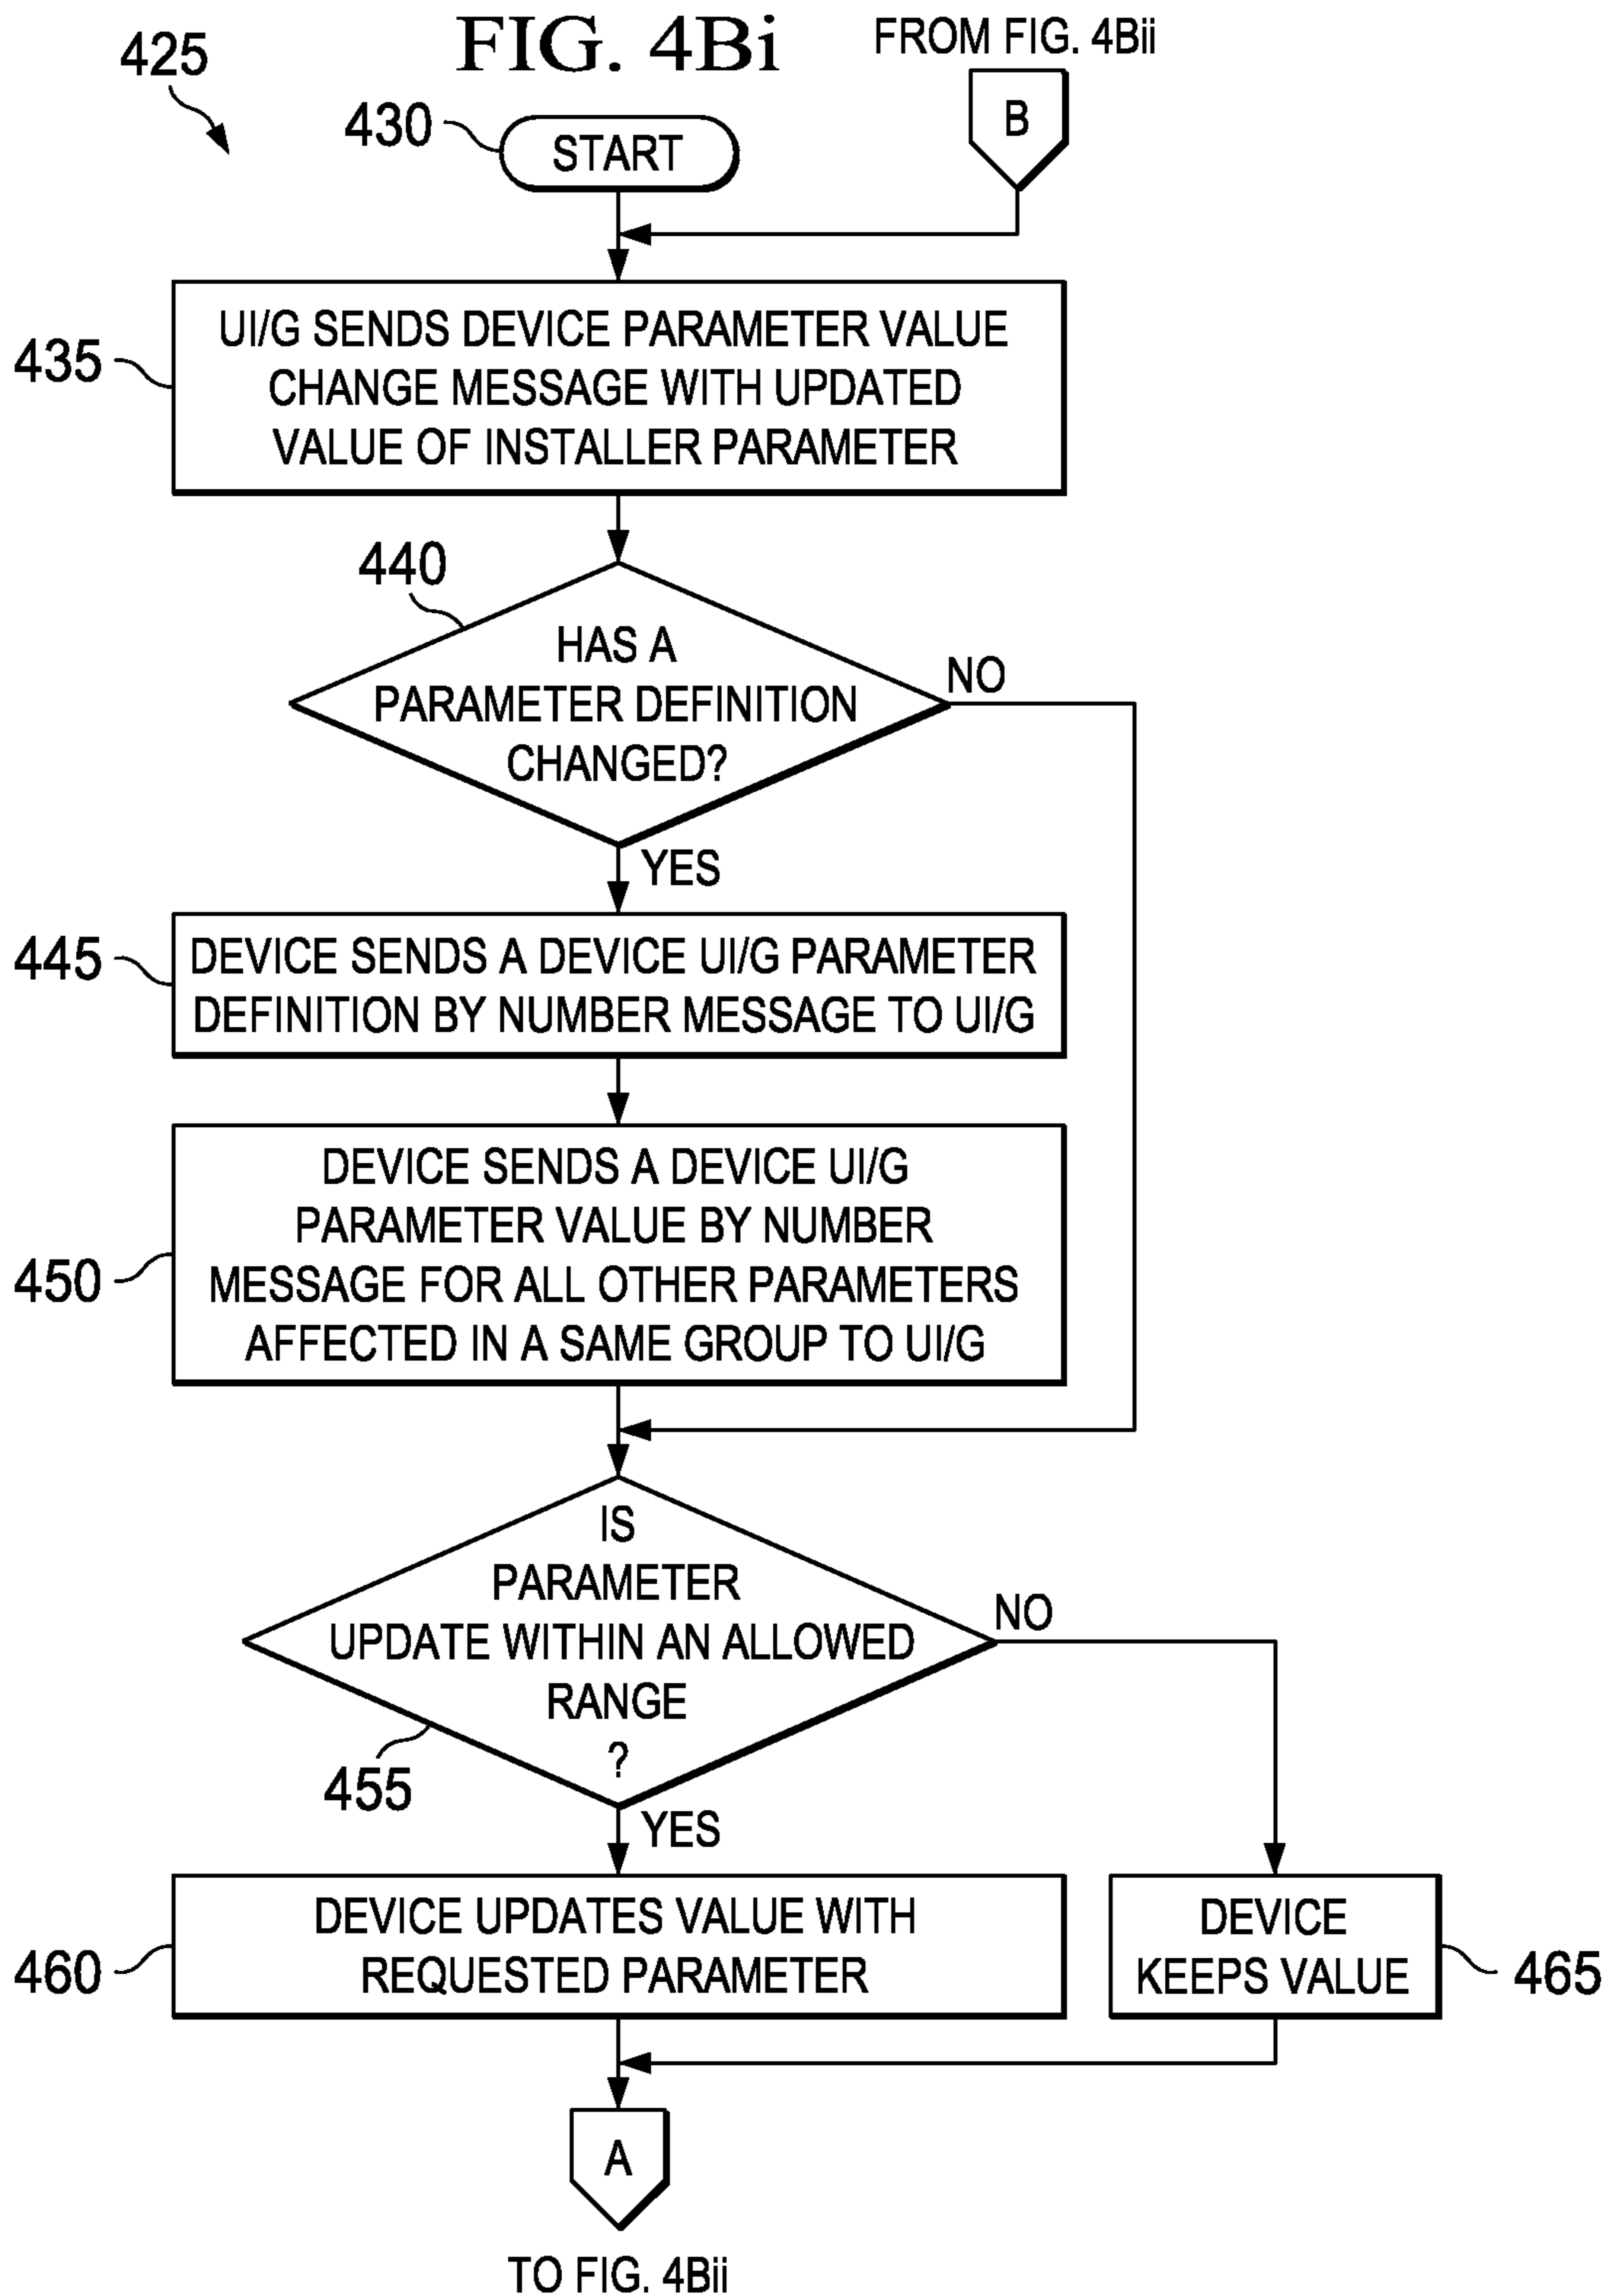 FIG. 4Bi
FROM FIG. 4Bii
425
430
START
B
435
UI/G SENDS DEVICE PARAMETER VALUE
CHANGE MESSAGE WITH UPDATED
VALUE OF INSTALLER PARAMETER
440
HAS A
PARAMETER DEFINITION
CHANGED?
NO
YES
445
DEVICE SENDS A DEVICE UI/G PARAMETER
DEFINITION BY NUMBER MESSAGE TO UI/G
450
DEVICE SENDS A DEVICE UI/G
PARAMETER VALUE BY NUMBER
MESSAGE FOR ALL OTHER PARAMETERS
AFFECTED IN A SAME GROUP TO UI/G
IS
PARAMETER
UPDATE WITHIN AN ALLOWED
RANGE
?
NO
455
YES
460
DEVICE UPDATES VALUE WITH
REQUESTED PARAMETER
DEVICE
KEEPS VALUE
465
A
TO FIG. 4Bii